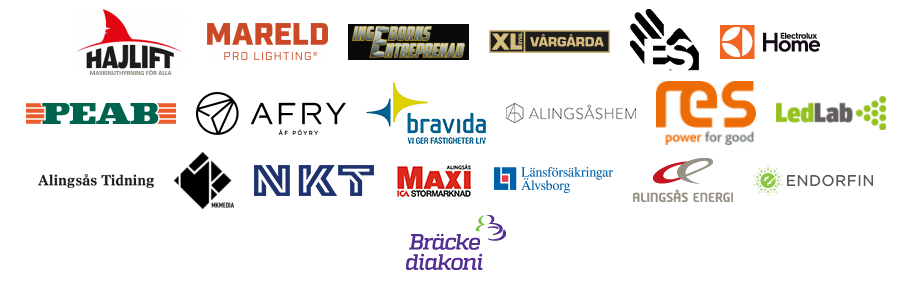 HAJLIFT
MASKINUTHYRNING FÖR ALLA
MARELD
PRO LIGHTING®
INGEBORNS
ENTREPRENAD
XL VÅRGÅRDA
ES
Electrolux
Home
PEAB
AFRY
ÅF PÖYRY
bravida
VI GER FASTIGHETER LIV
ALINGSÅSHEM
res
power for good
LedLab
Alingsås Tidning
MKMEDIA
NKT
ALINGSÅS
MAXI
ICA STORMARKNAD
Länsförsäkringar
Älvsborg
ALINGSÅS ENERGI
ENDORFIN
Bräcke
diakoni